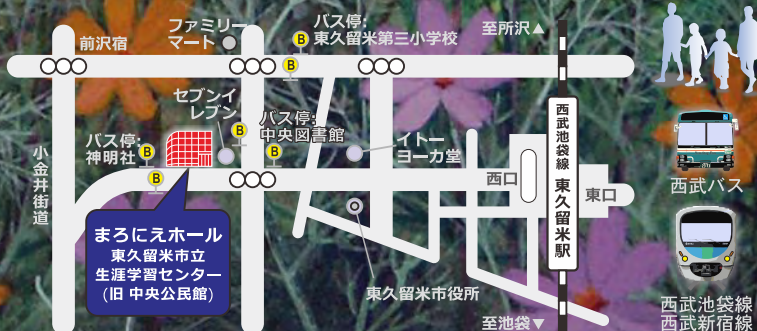 ファミリー
マート
前沢宿
バス停:
東久留米第三小学校
至所沢▲
セブンイ
レブン
バス停:
中央図書館
バス停:
神明社
イトー
ヨーカ堂
小金井街道
西武池袋線 東久留米駅
西口
東口
西武バス
まろにえホール
東久留米市立
生涯学習センター
(旧 中央公民館)
東久留米市役所
至池袋▼
西武池袋線
西武新宿線
B
B
B
B
B
B